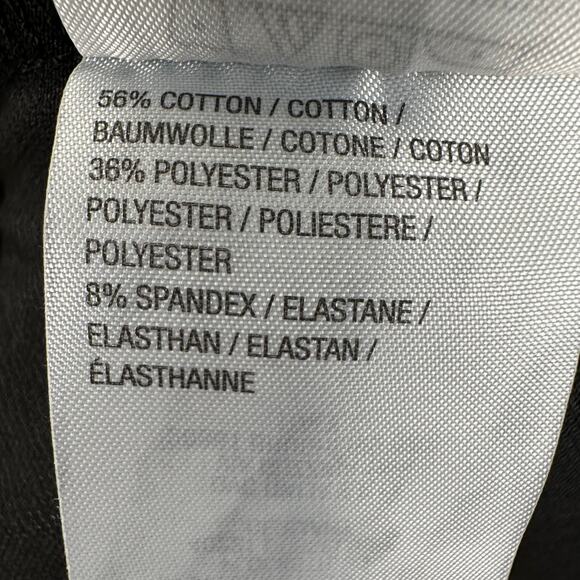 56% COTTON / COTTON /
BAUMWOLLE / COTONE / COTON
36% POLYESTER / POLYESTER /
POLYESTER / POLIESTERE /
POLYESTER
8% SPANDEX / ELASTANE /
ELASTHAN / ELASTAN /
ÉLASTHANNE